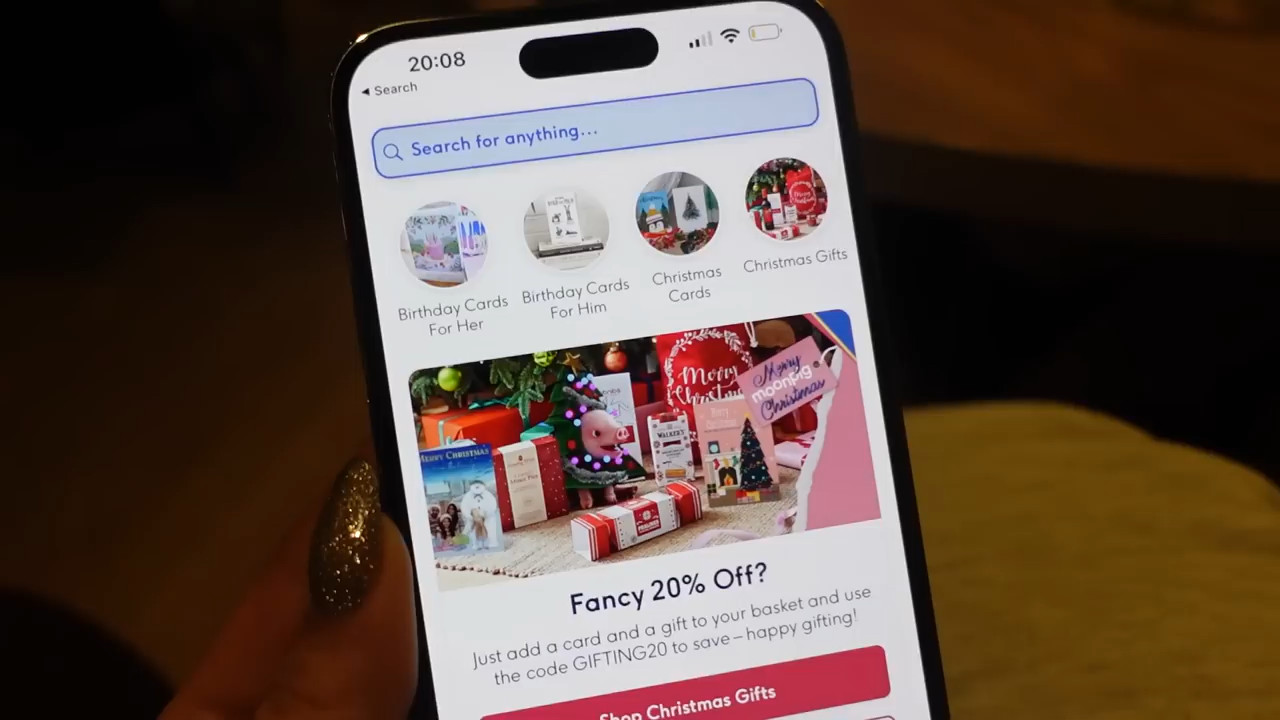 20:08
◀ Search
Search for anything...
Birthday Cards
For Her
Birthday Cards
For Him
Christmas
Cards
Christmas Gifts
Merry
Christmas
Merry
moonpig
Christmas
MERRY CHRISTMAS
WALKER'S
Fancy 20% Off?
Just add a card and a gift to your basket and use
the code GIFTING20 to save – happy gifting!
Shop Christmas Gifts